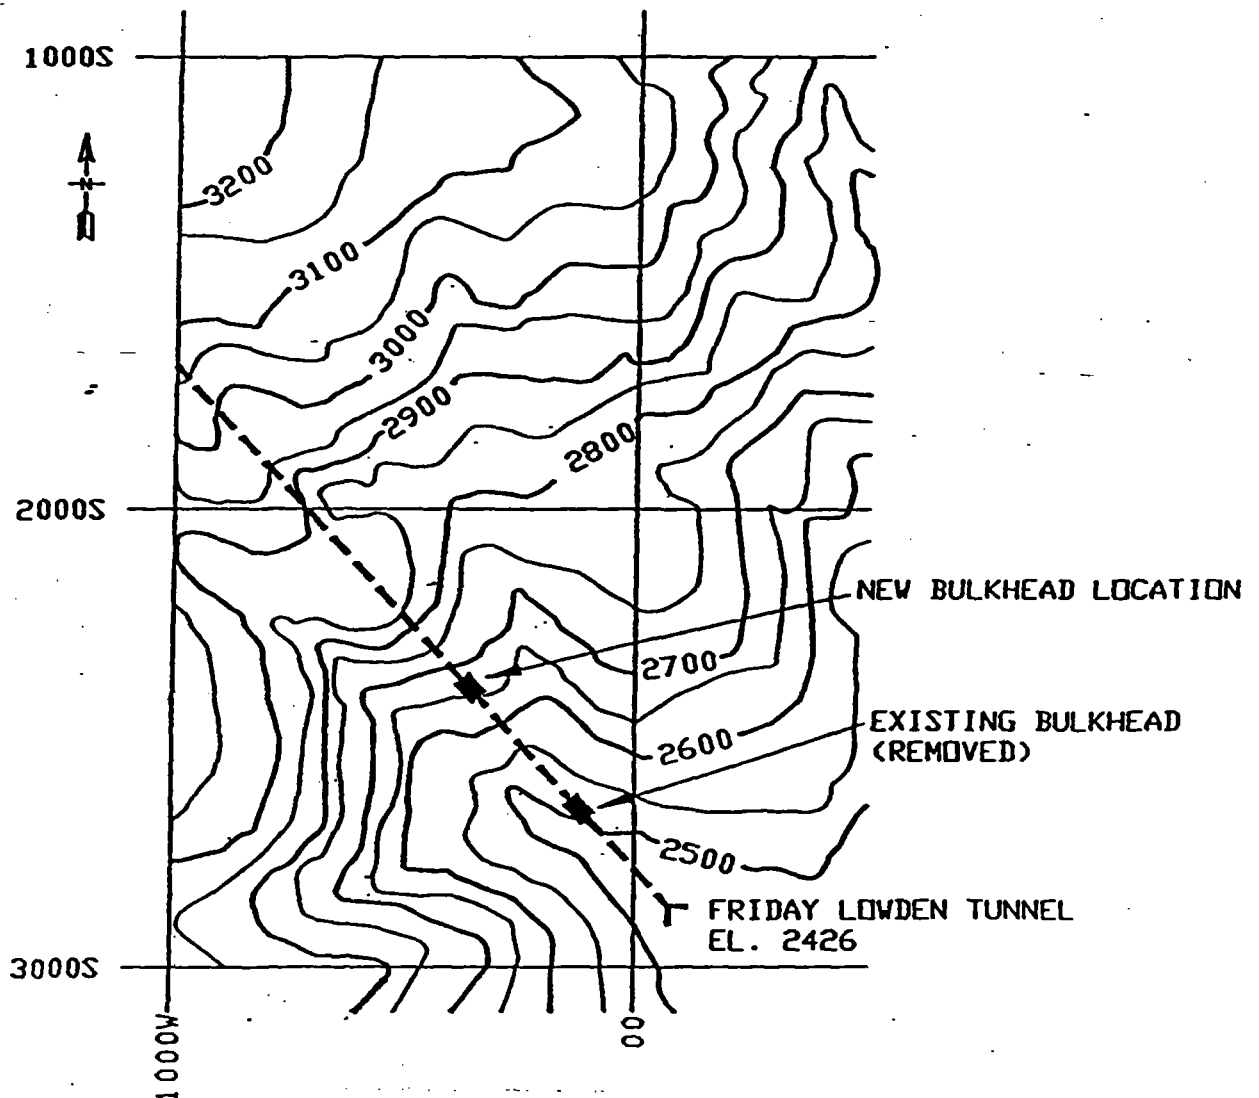 1000S
N
3200
3100
3000
2900
2800
2000S
NEW BULKHEAD LOCATION
2700
EXISTING BULKHEAD
(REMOVED)
2600
2500
FRIDAY LOWDEN TUNNEL
EL. 2426
3000S
1000W
00